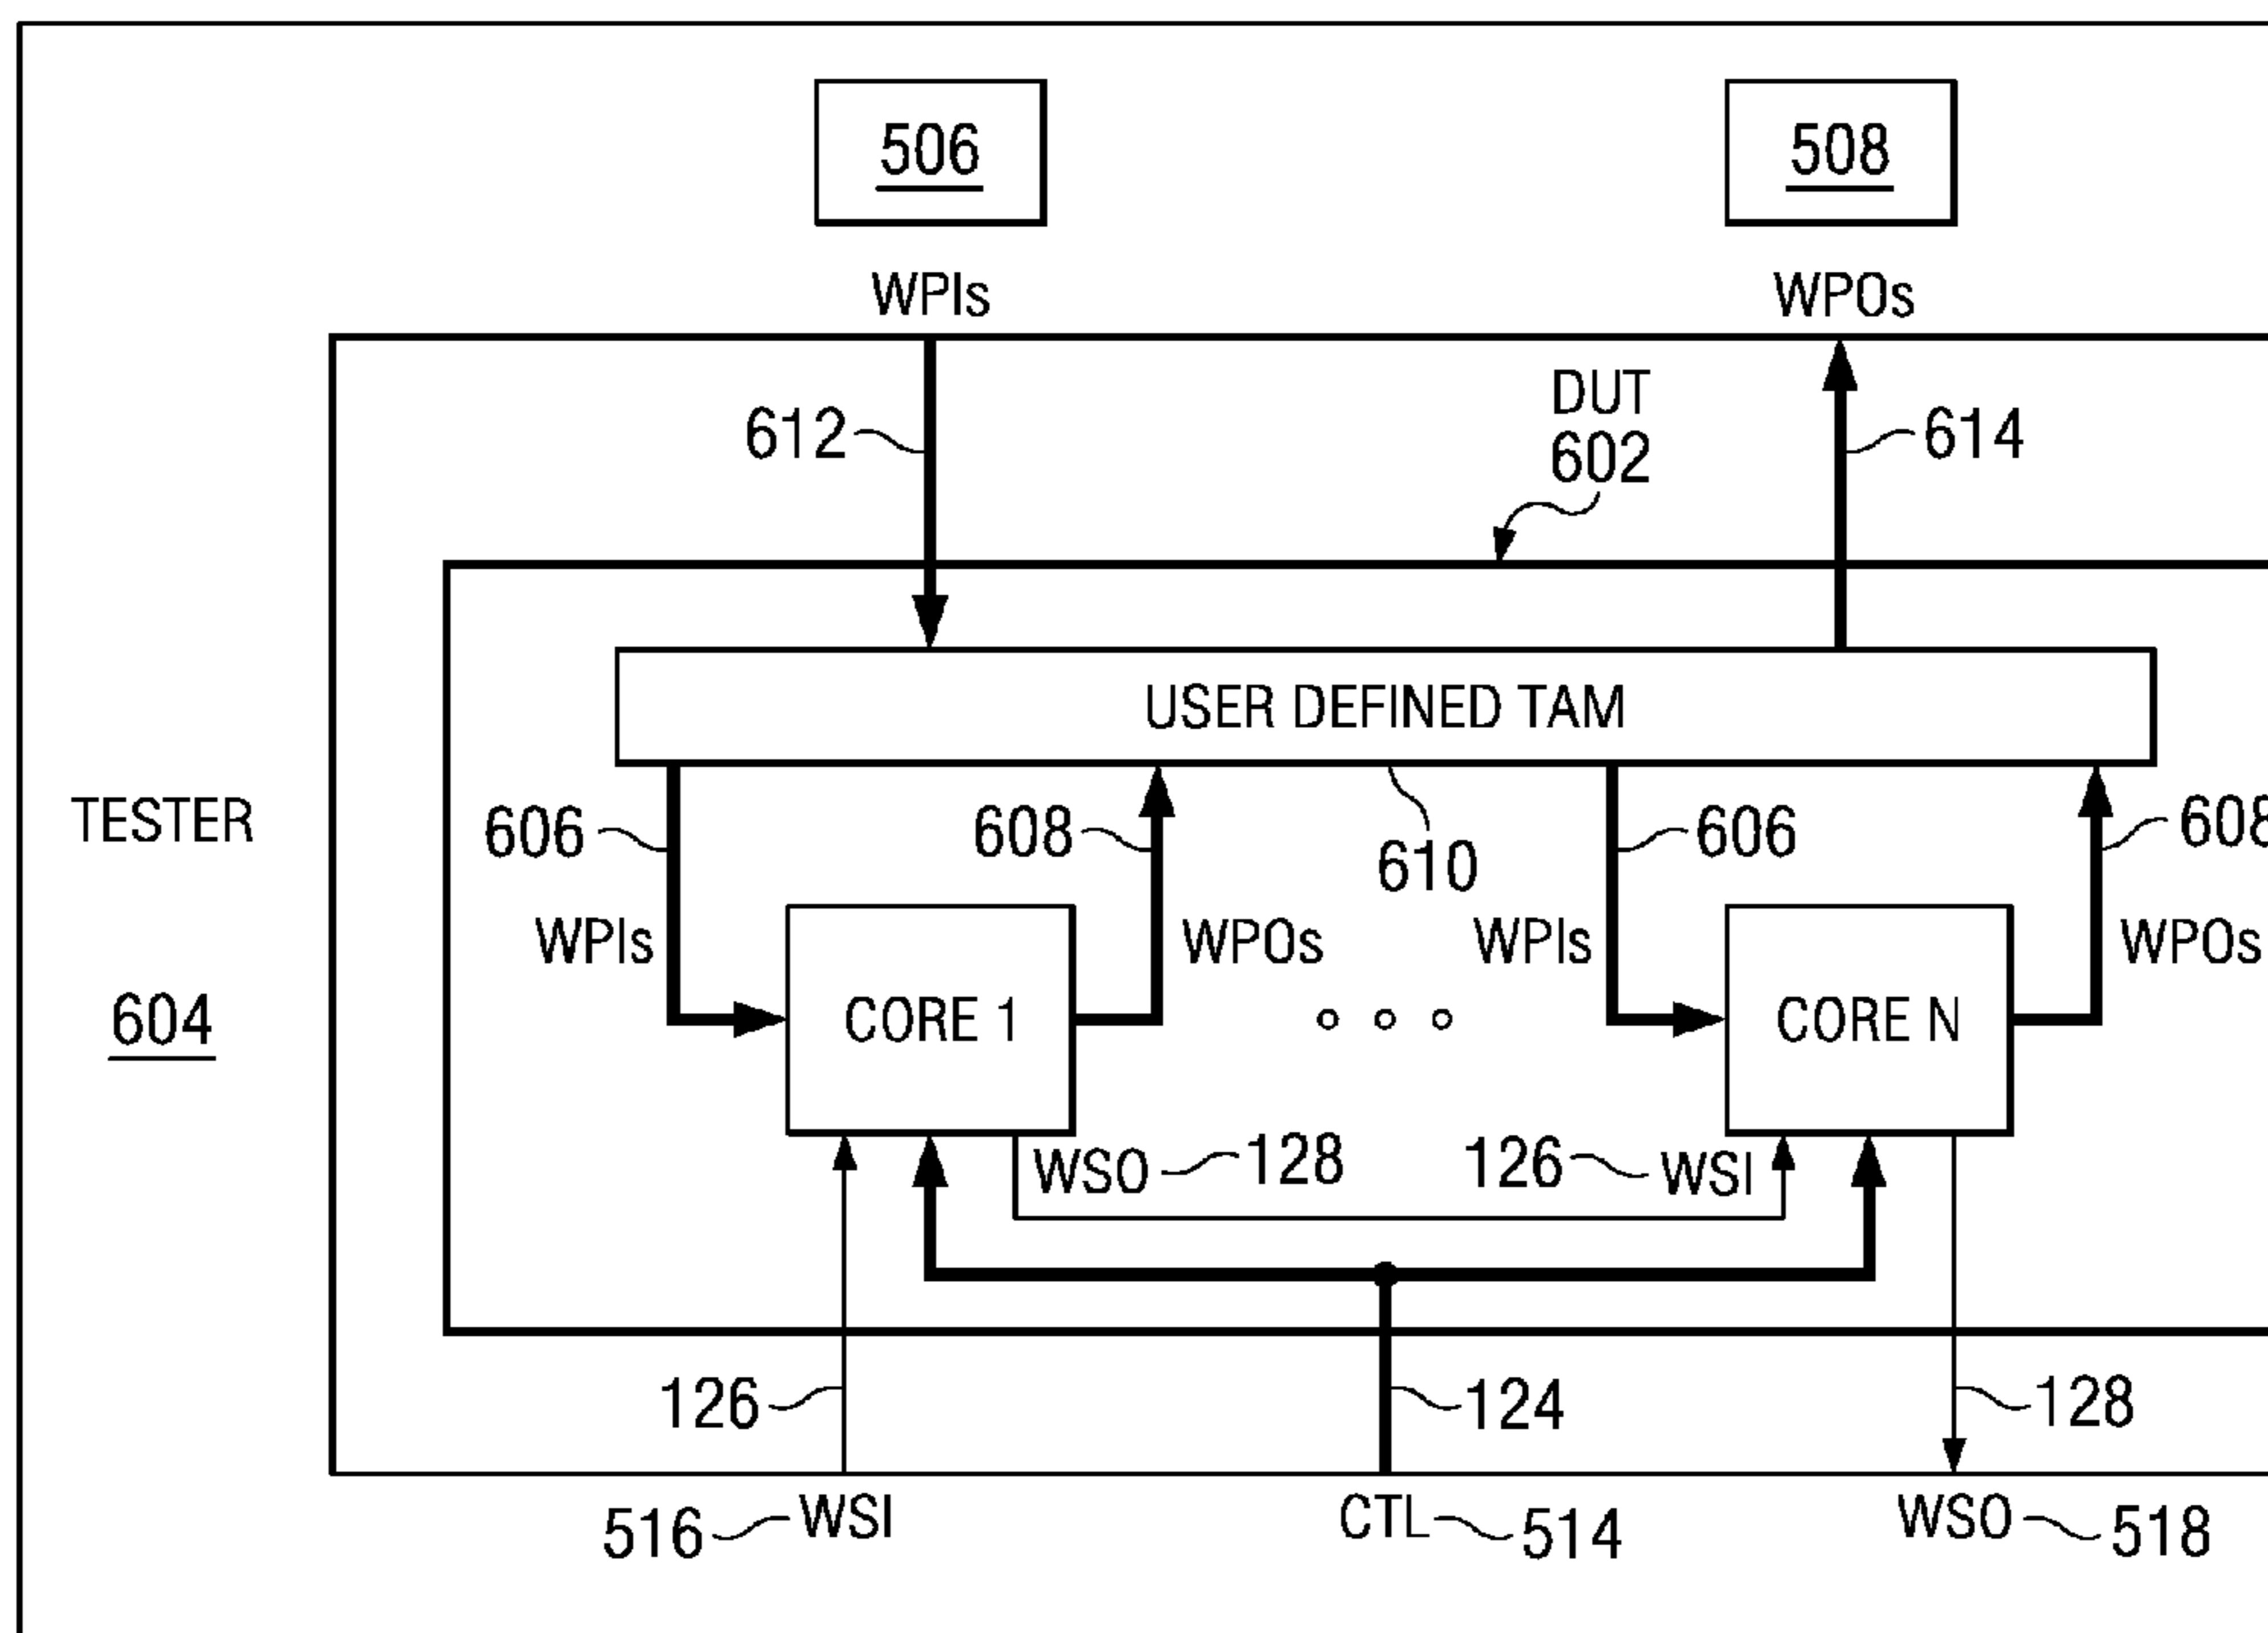 506
508
WPIs
WPOs
DUT
612
602
614
USER DEFINED TAM
TESTER
606
608
610
606
608
WPIs
WPOs
WPIs
WPOs
604
CORE 1
CORE N
WSO
128
126
WSI
126
124
128
516
WSI
CTL
514
WSO
518